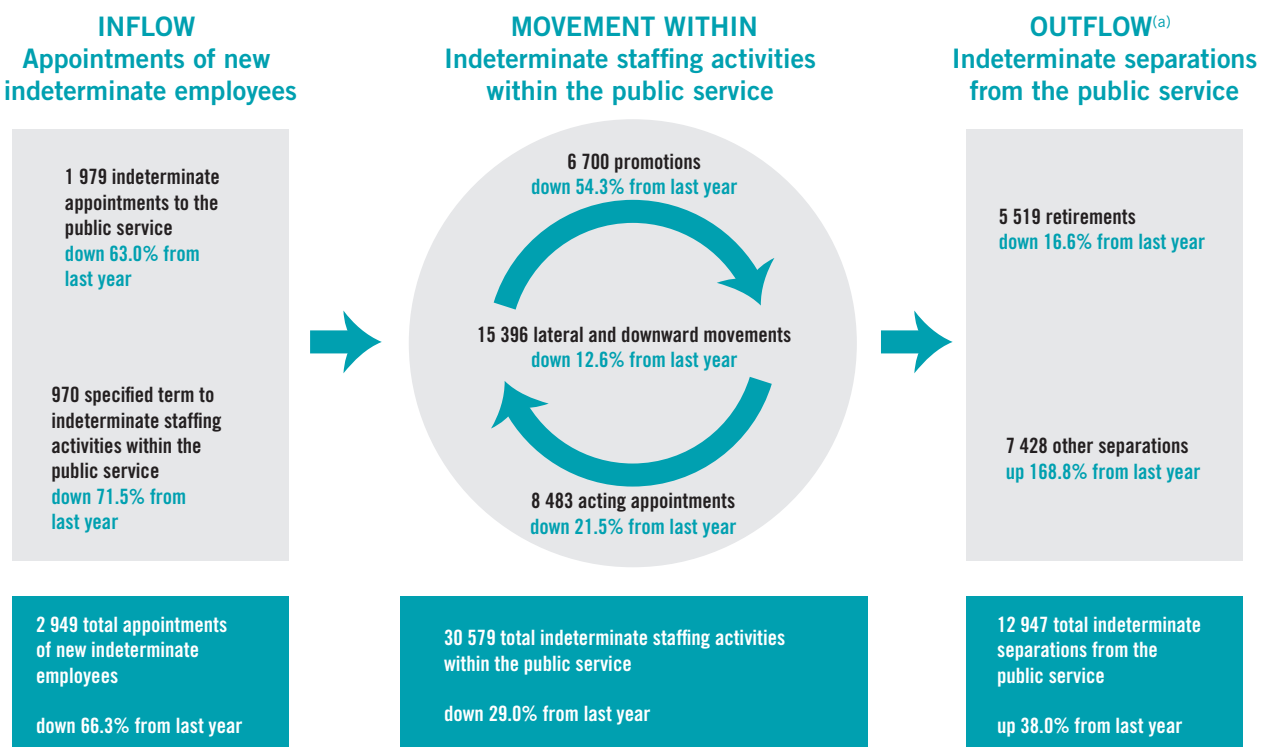 INFLOW
Appointments of new
indeterminate employees
1 979 indeterminate
appointments to the
public service
down 63.0% from
last year
970 specified term to
indeterminate staffing
activities within the
public service
down 71.5% from
last year
2 949 total appointments
of new indeterminate
employees
down 66.3% from last year
MOVEMENT WITHIN
Indeterminate staffing activities
within the public service
6 700 promotions
down 54.3% from last year
15 396 lateral and downward movements
down 12.6% from last year
8 483 acting appointments
down 21.5% from last year
30 579 total indeterminate staffing activities
within the public service
down 29.0% from last year
OUTFLOW(a)
Indeterminate separations
from the public service
5 519 retirements
down 16.6% from last year
7 428 other separations
up 168.8% from last year
12 947 total indeterminate
separations from the
public service
up 38.0% from last year